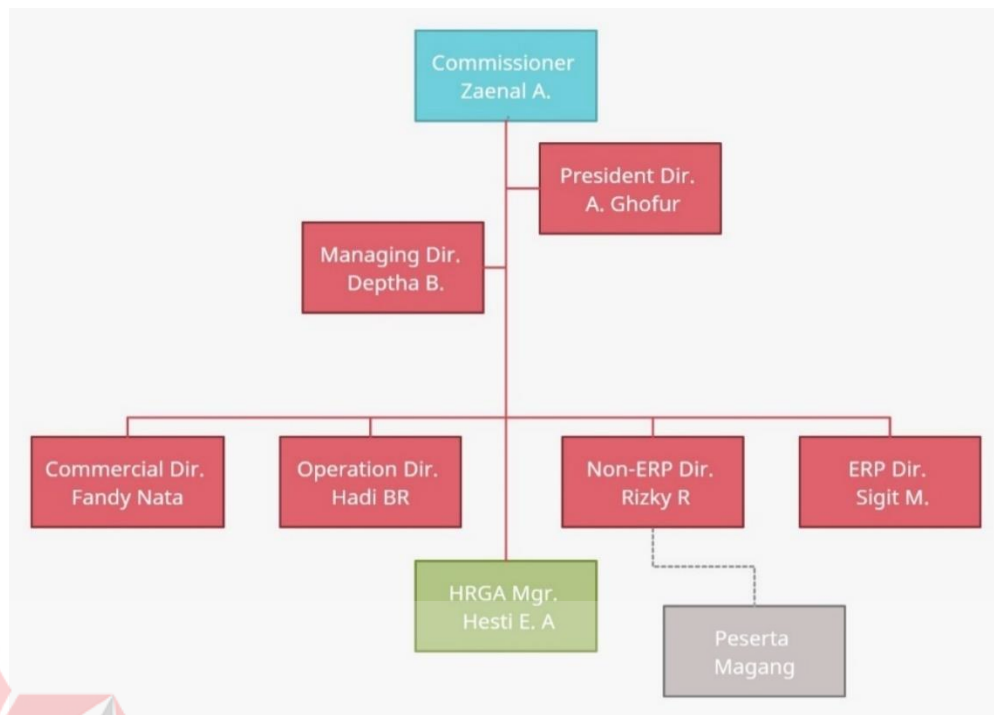 Commissioner
Zaenal A.
President Dir.
A. Ghofur
Managing Dir.
Deptha B.
Commercial Dir.
Fandy Nata
Operation Dir.
Hadi BR
Non-ERP Dir.
Rizky R
ERP Dir.
Sigit M.
HRGA Mgr.
Hesti E. A
Peserta
Magang